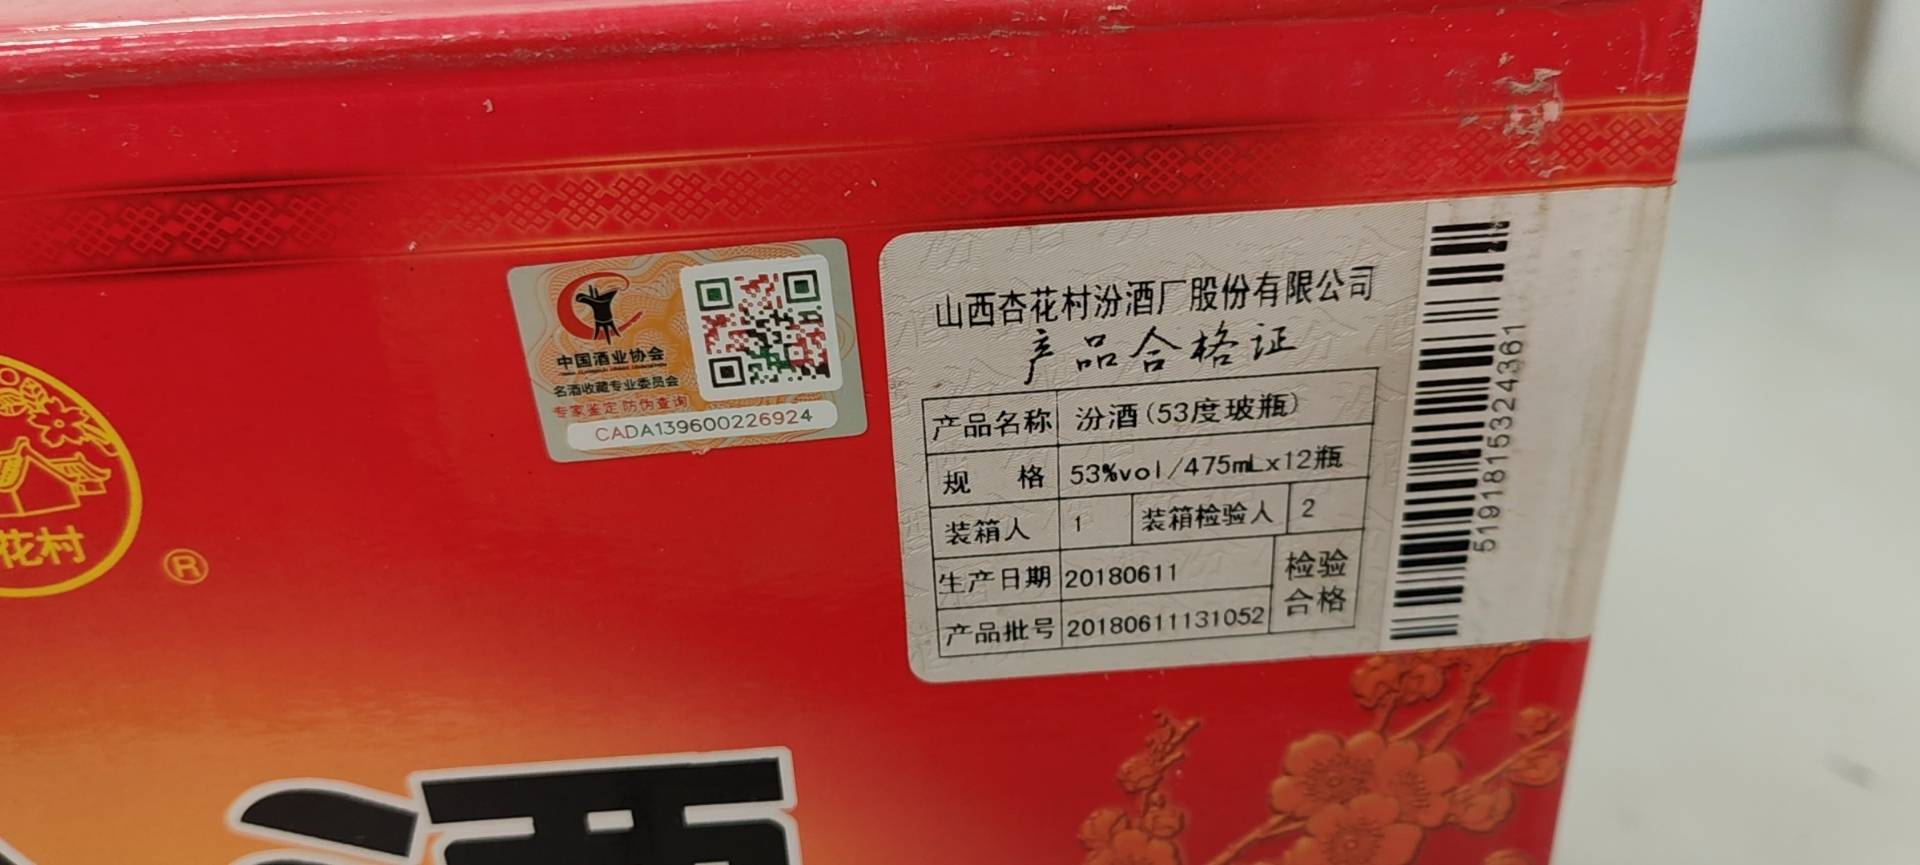 花村
®
中国酒业协会
名酒收藏专业委员会
专家鉴定 防伪查询
CADA139600226924
山西杏花村汾酒厂股份有限公司
产品合格证
产品名称 汾酒(53度玻瓶)
规 格 53%vol/475mLx12瓶
装箱人 1 装箱检验人 2
生产日期 20180611
检验
合格
产品批号 20180611131052
5191815324361
酒